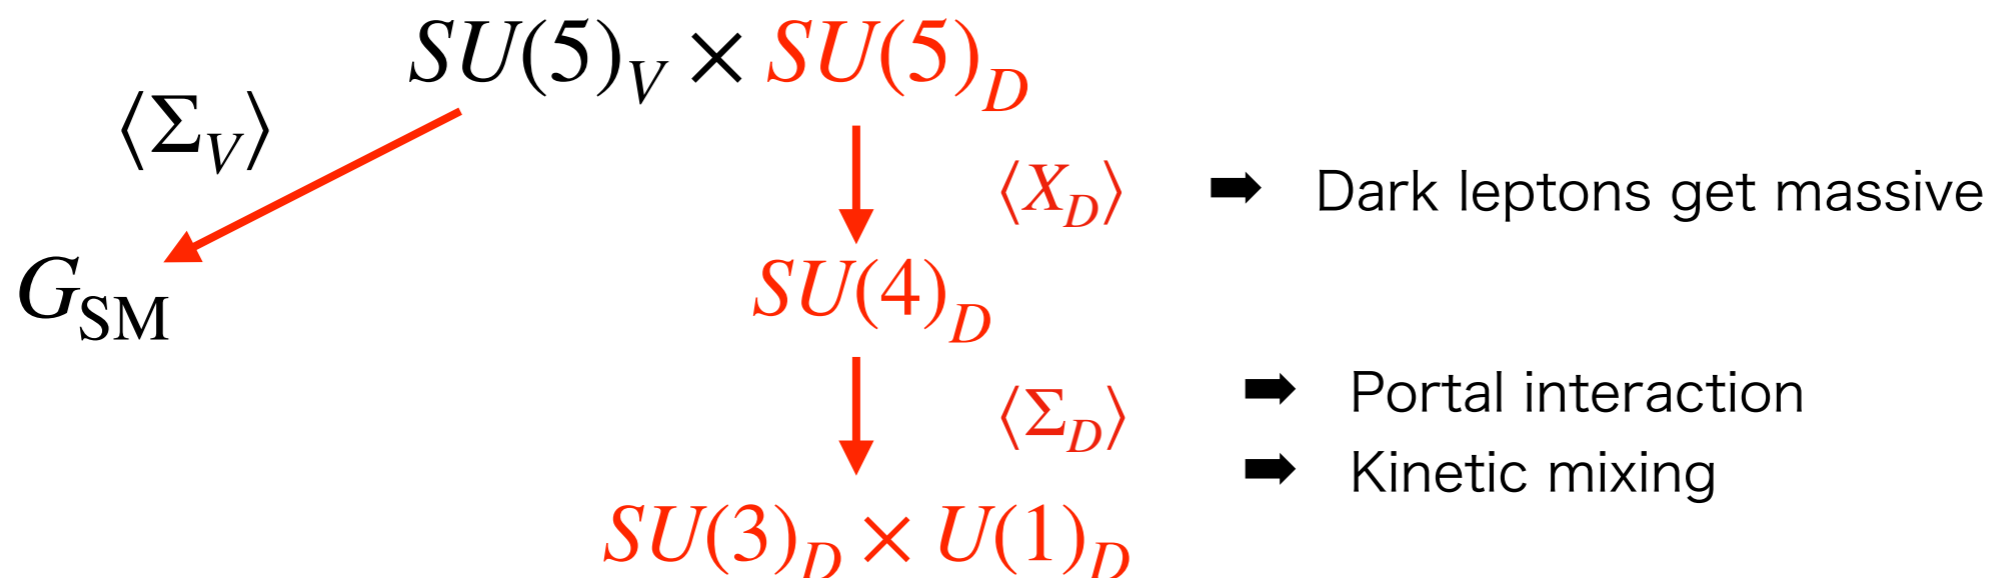 SU(5)_V × SU(5)_D
⟨Σ_V⟩
⟨X_D⟩ ➡ Dark leptons get massive
G_SM
SU(4)_D
⟨Σ_D⟩ ➡ Portal interaction
➡ Kinetic mixing
SU(3)_D × U(1)_D